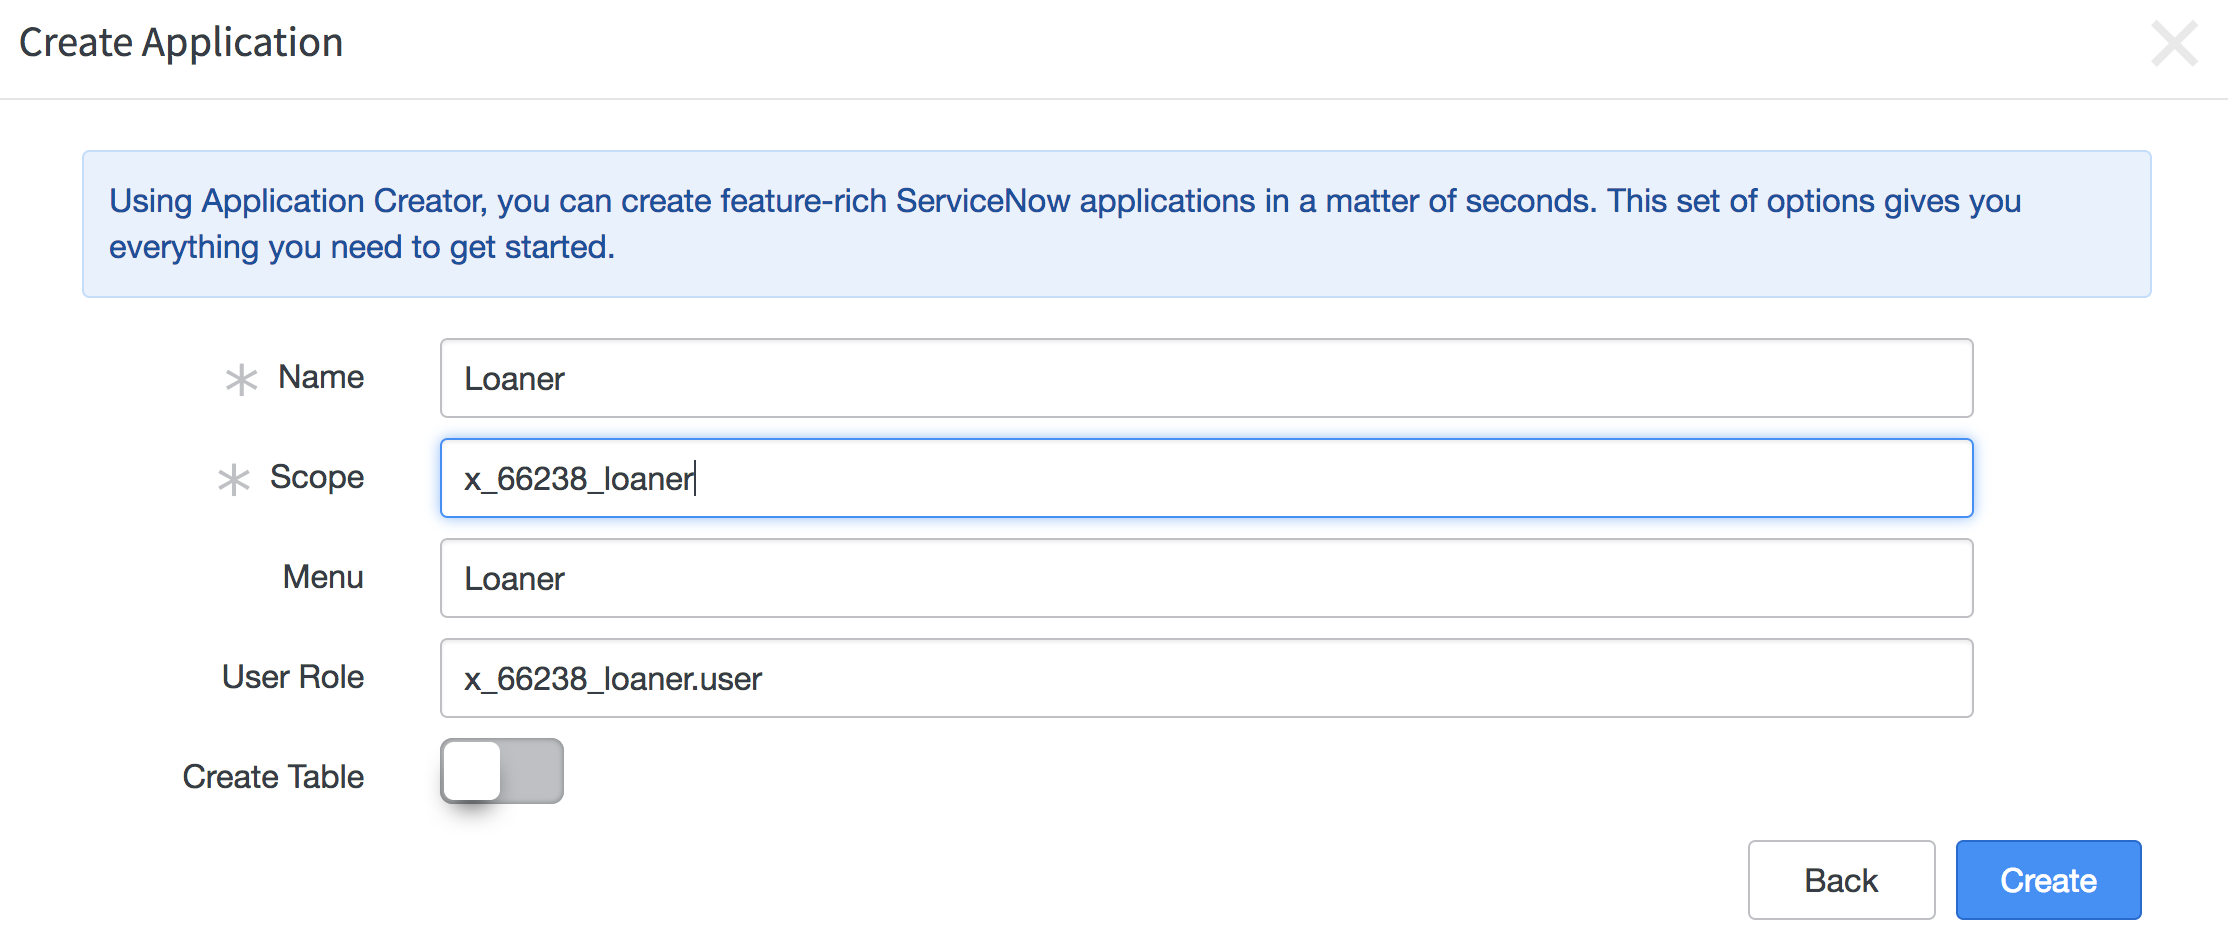 Create Application
Using Application Creator, you can create feature-rich ServiceNow applications in a matter of seconds. This set of options gives you
everything you need to get started.
* Name
Loaner
* Scope
x_66238_loaner
Menu
Loaner
User Role
x_66238_loaner.user
Create Table
Back
Create